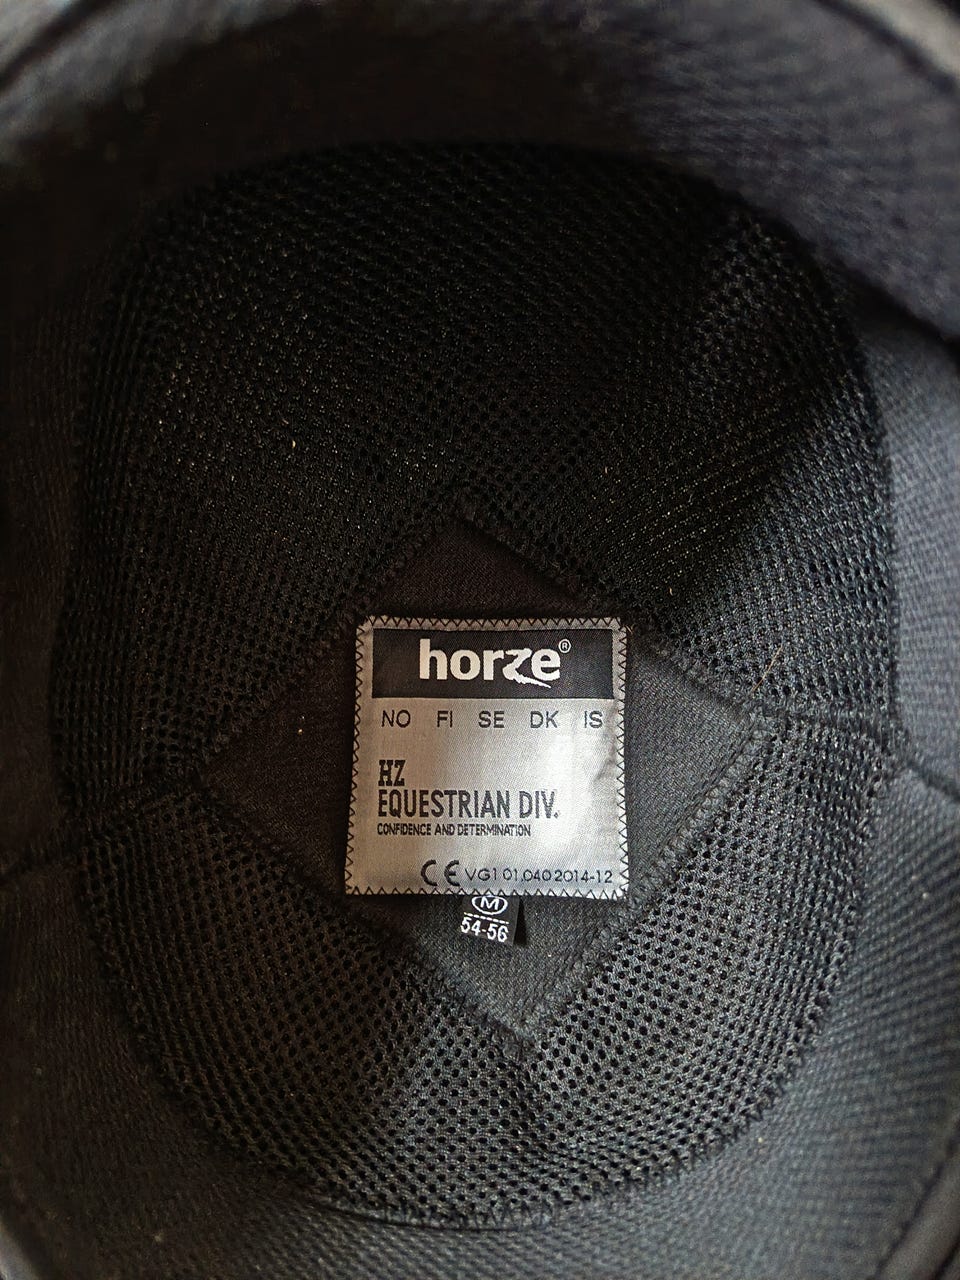 horze®
NO FI SE DK IS
HZ
EQUESTRIAN DIV.
CONFIDENCE AND DETERMINATION
CE VG1 01.040 2014-12
M
54-56